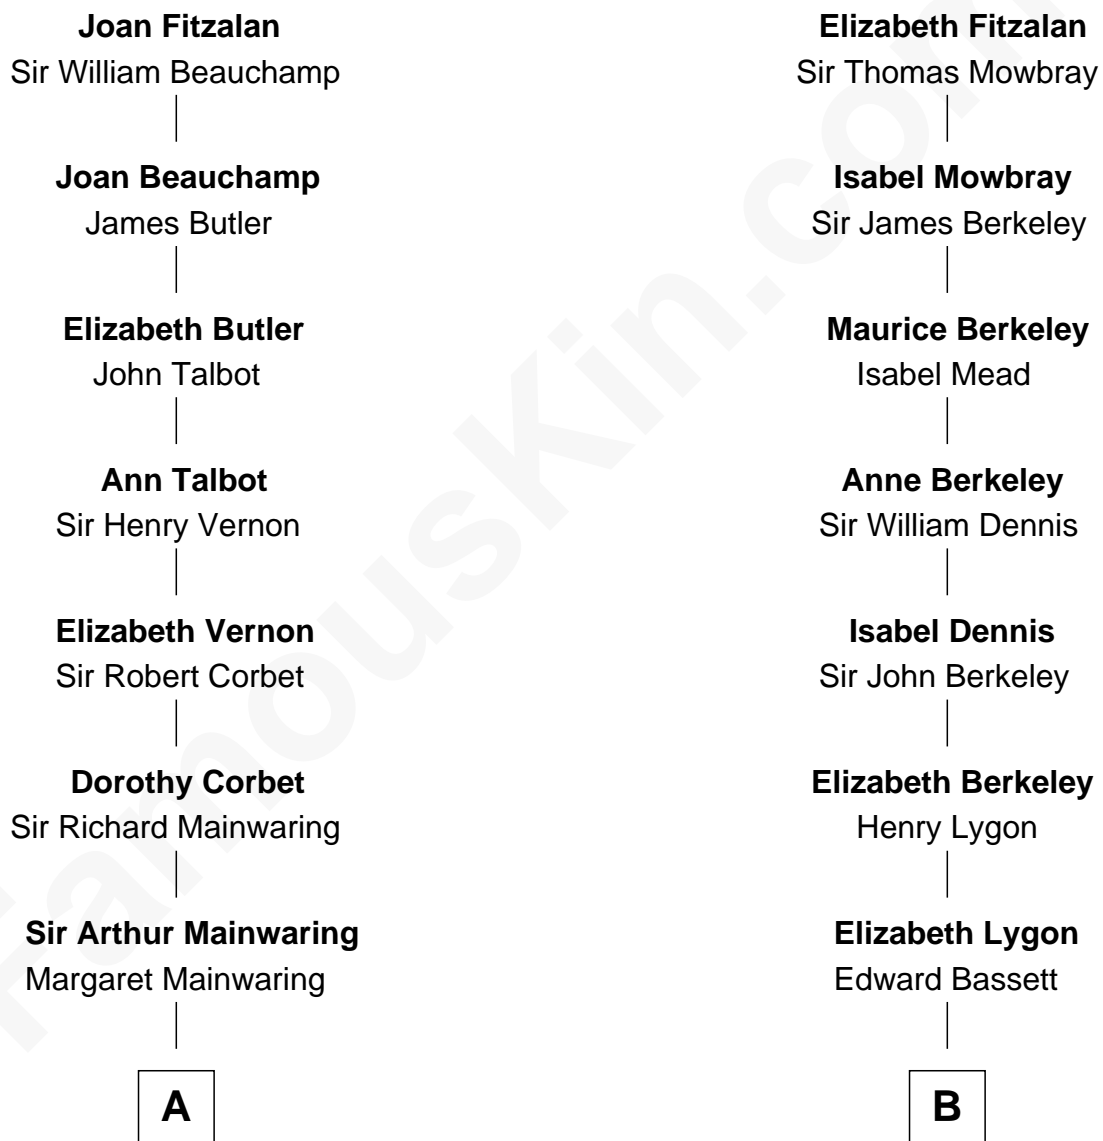 Joan Fitzalan
Sir William Beauchamp
Joan Beauchamp
James Butler
Elizabeth Butler
John Talbot
Ann Talbot
Sir Henry Vernon
Elizabeth Vernon
Sir Robert Corbet
Dorothy Corbet
Sir Richard Mainwaring
Sir Arthur Mainwaring
Margaret Mainwaring
A
Elizabeth Fitzalan
Sir Thomas Mowbray
Isabel Mowbray
Sir James Berkeley
Maurice Berkeley
Isabel Mead
Anne Berkeley
Sir William Dennis
Isabel Dennis
Sir John Berkeley
Elizabeth Berkeley
Henry Lygon
Elizabeth Lygon
Edward Bassett
B
FamousKin.com